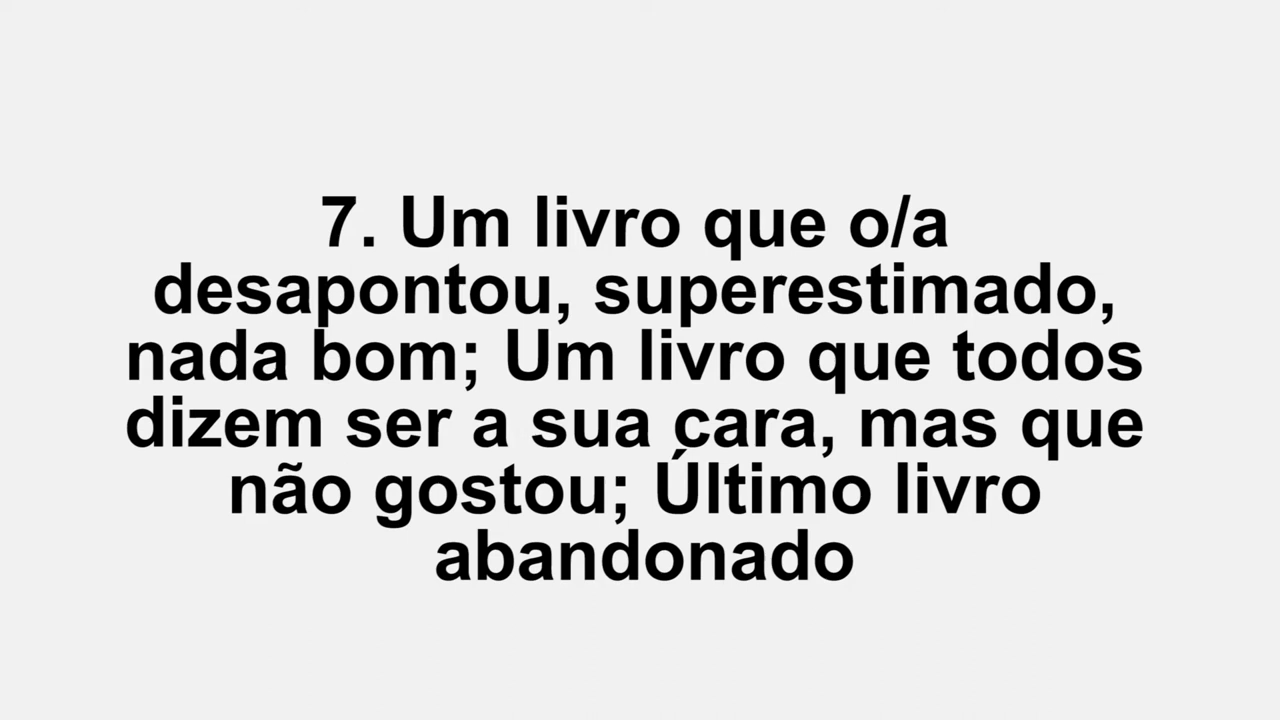 7. Um livro que o/a
desapontou, superestimado,
nada bom; Um livro que todos
dizem ser a sua cara, mas que
não gostou; Último livro
abandonado